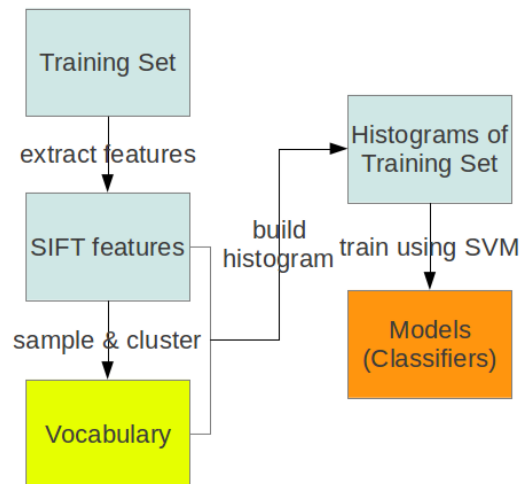 Training Set
extract features
SIFT features
sample & cluster
Vocabulary
build
histogram
Histograms of
Training Set
train using SVM
Models
(Classifiers)